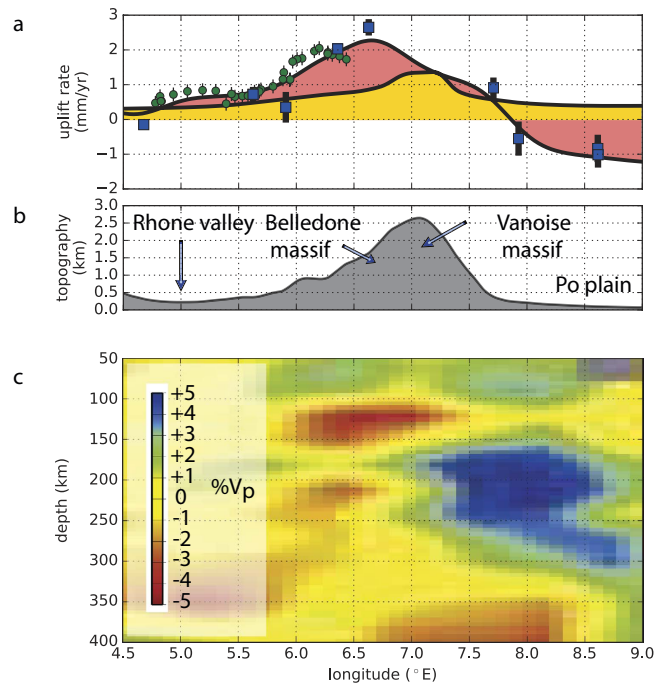 a
uplift rate
(mm/yr)
3
2
1
0
−1
−2
b
topography
(km)
3.0
2.5
2.0
1.5
1.0
0.5
0.0
Rhone valley
Belledone
massif
Vanoise
massif
Po plain
c
depth (km)
50
100
150
200
250
300
350
400
+5
+4
+3
+2
+1
0
-1
-2
-3
-4
-5
%Vp
4.5 5.0 5.5 6.0 6.5 7.0 7.5 8.0 8.5 9.0
longitude (°E)